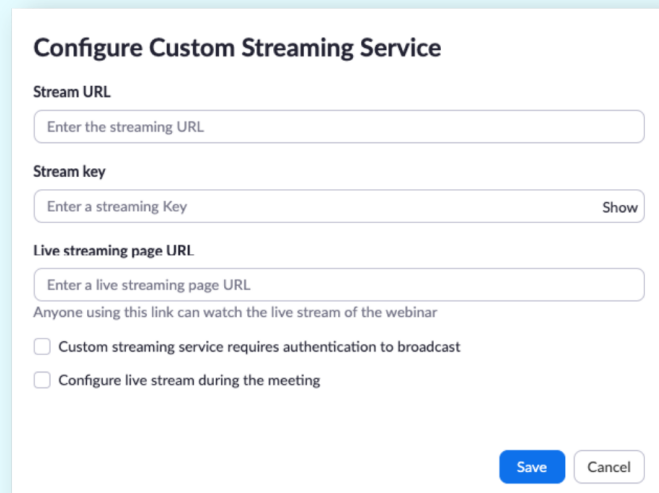 Configure Custom Streaming Service
Stream URL
Enter the streaming URL
Stream key
Enter a streaming Key
Show
Live streaming page URL
Enter a live streaming page URL
Anyone using this link can watch the live stream of the webinar
Custom streaming service requires authentication to broadcast
Configure live stream during the meeting
Save
Cancel